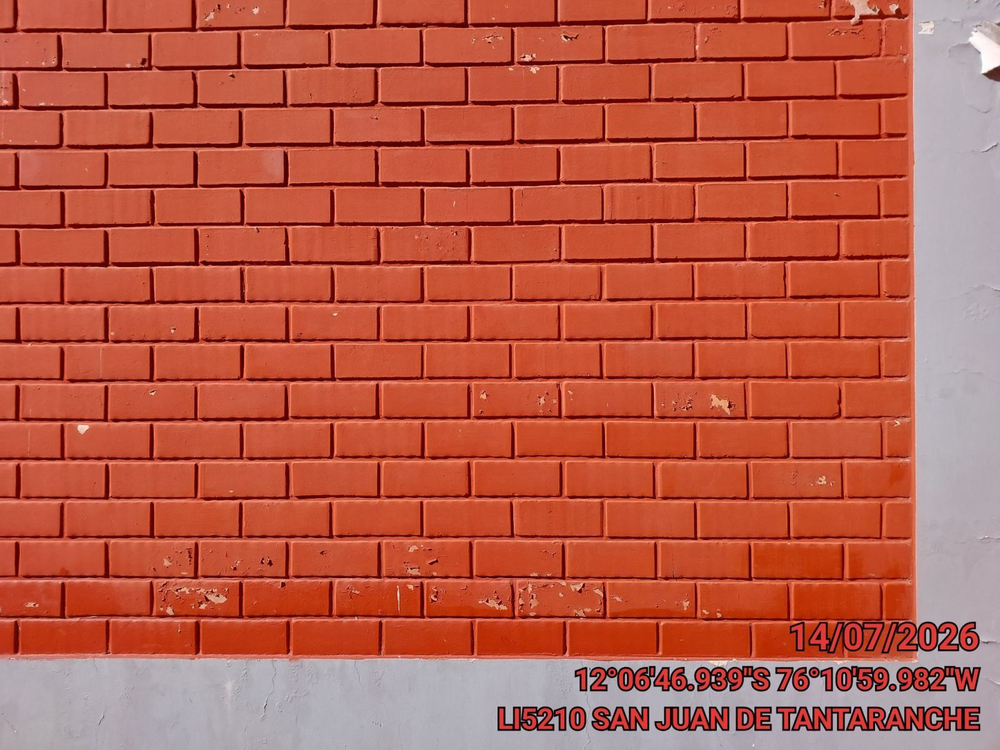 14/07/2026
12°06'46.939"S 76°10'59.982"W
LI5210 SAN JUAN DE TANTARANCHE